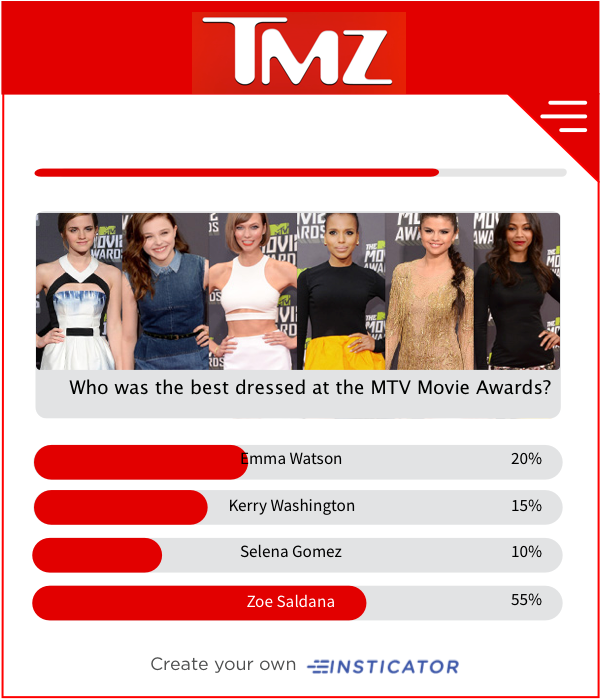 TMZ
Who was the best dressed at the MTV Movie Awards?
Emma Watson 20%
Kerry Washington 15%
Selena Gomez 10%
Zoe Saldana 55%
Create your own INSTICATOR